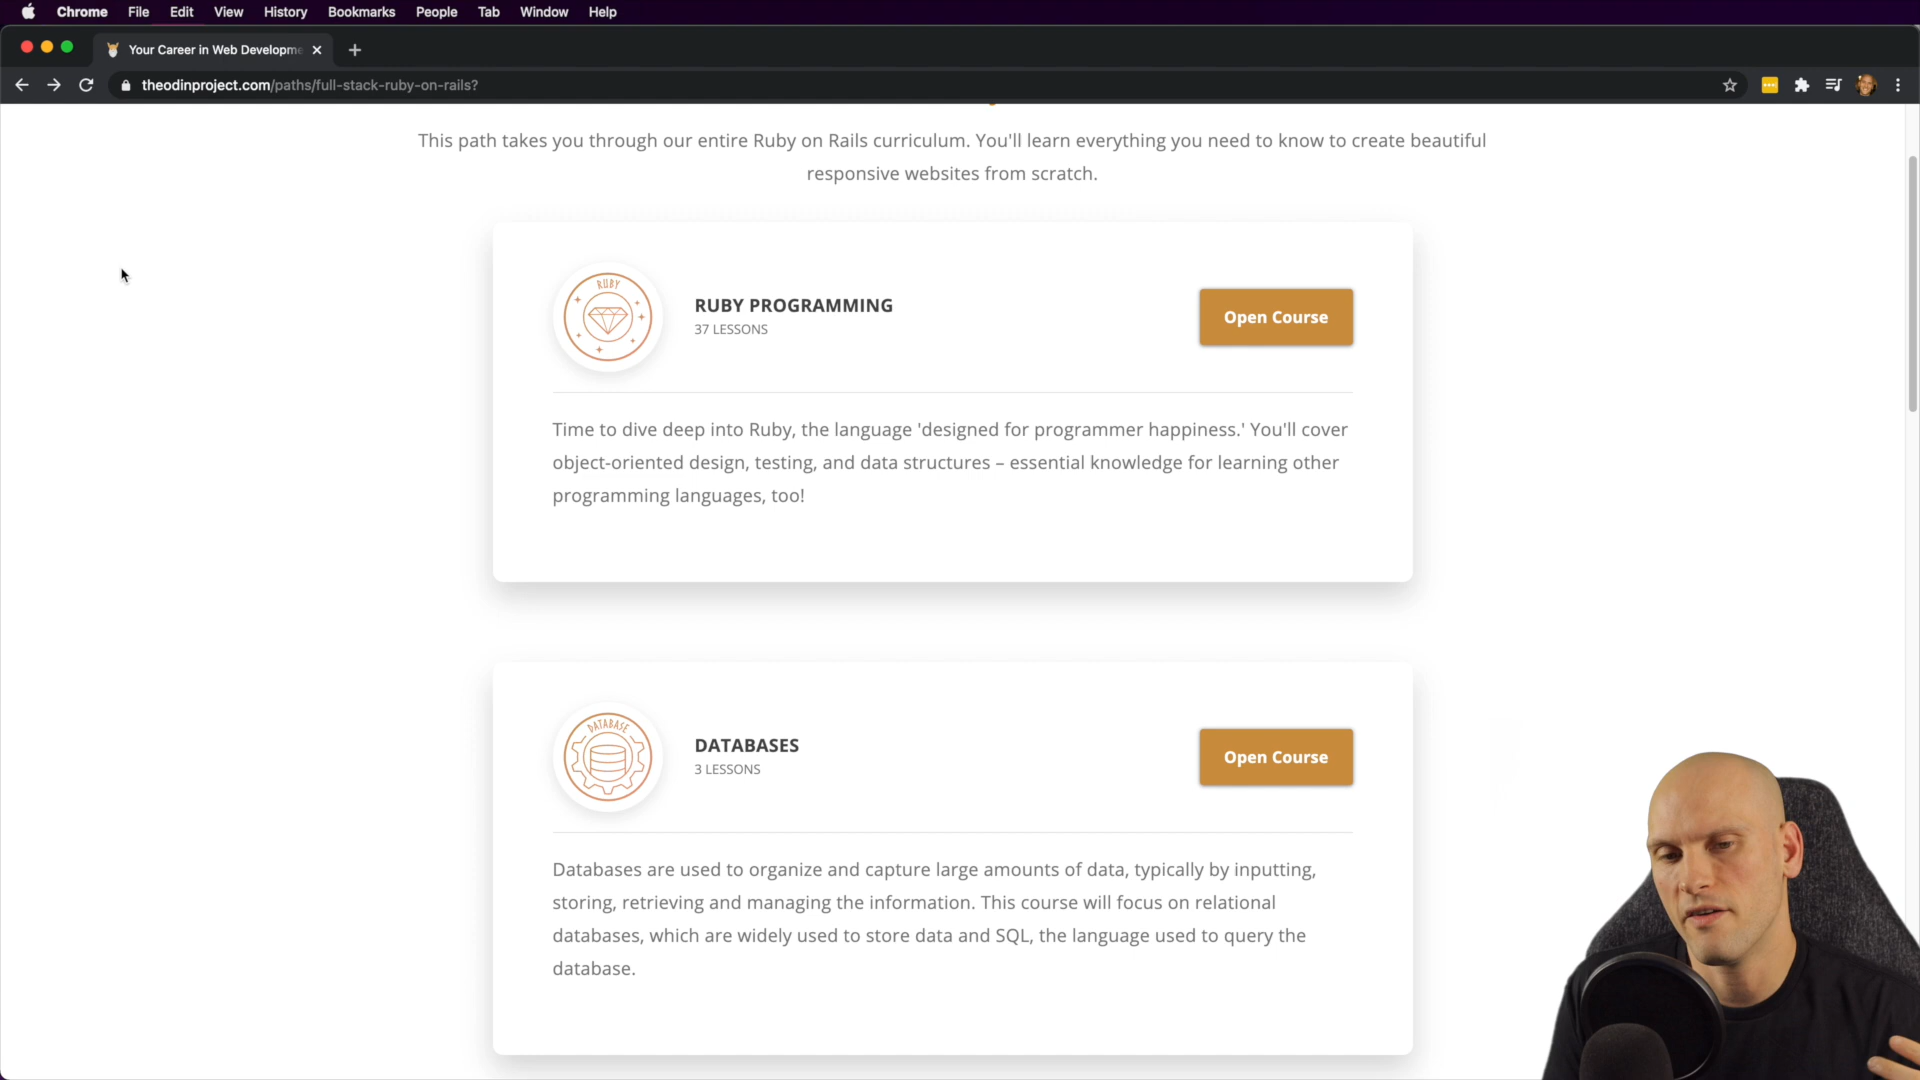 Chrome File Edit View History Bookmarks People Tab Window Help
Your Career in Web Developme
theodinproject.com/paths/full-stack-ruby-on-rails?
This path takes you through our entire Ruby on Rails curriculum. You'll learn everything you need to know to create beautiful
responsive websites from scratch.
RUBY
RUBY PROGRAMMING
37 LESSONS
Open Course
Time to dive deep into Ruby, the language 'designed for programmer happiness.' You'll cover
object-oriented design, testing, and data structures – essential knowledge for learning other
programming languages, too!
DATABASE
DATABASES
3 LESSONS
Open Course
Databases are used to organize and capture large amounts of data, typically by inputting,
storing, retrieving and managing the information. This course will focus on relational
databases, which are widely used to store data and SQL, the language used to query the
database.